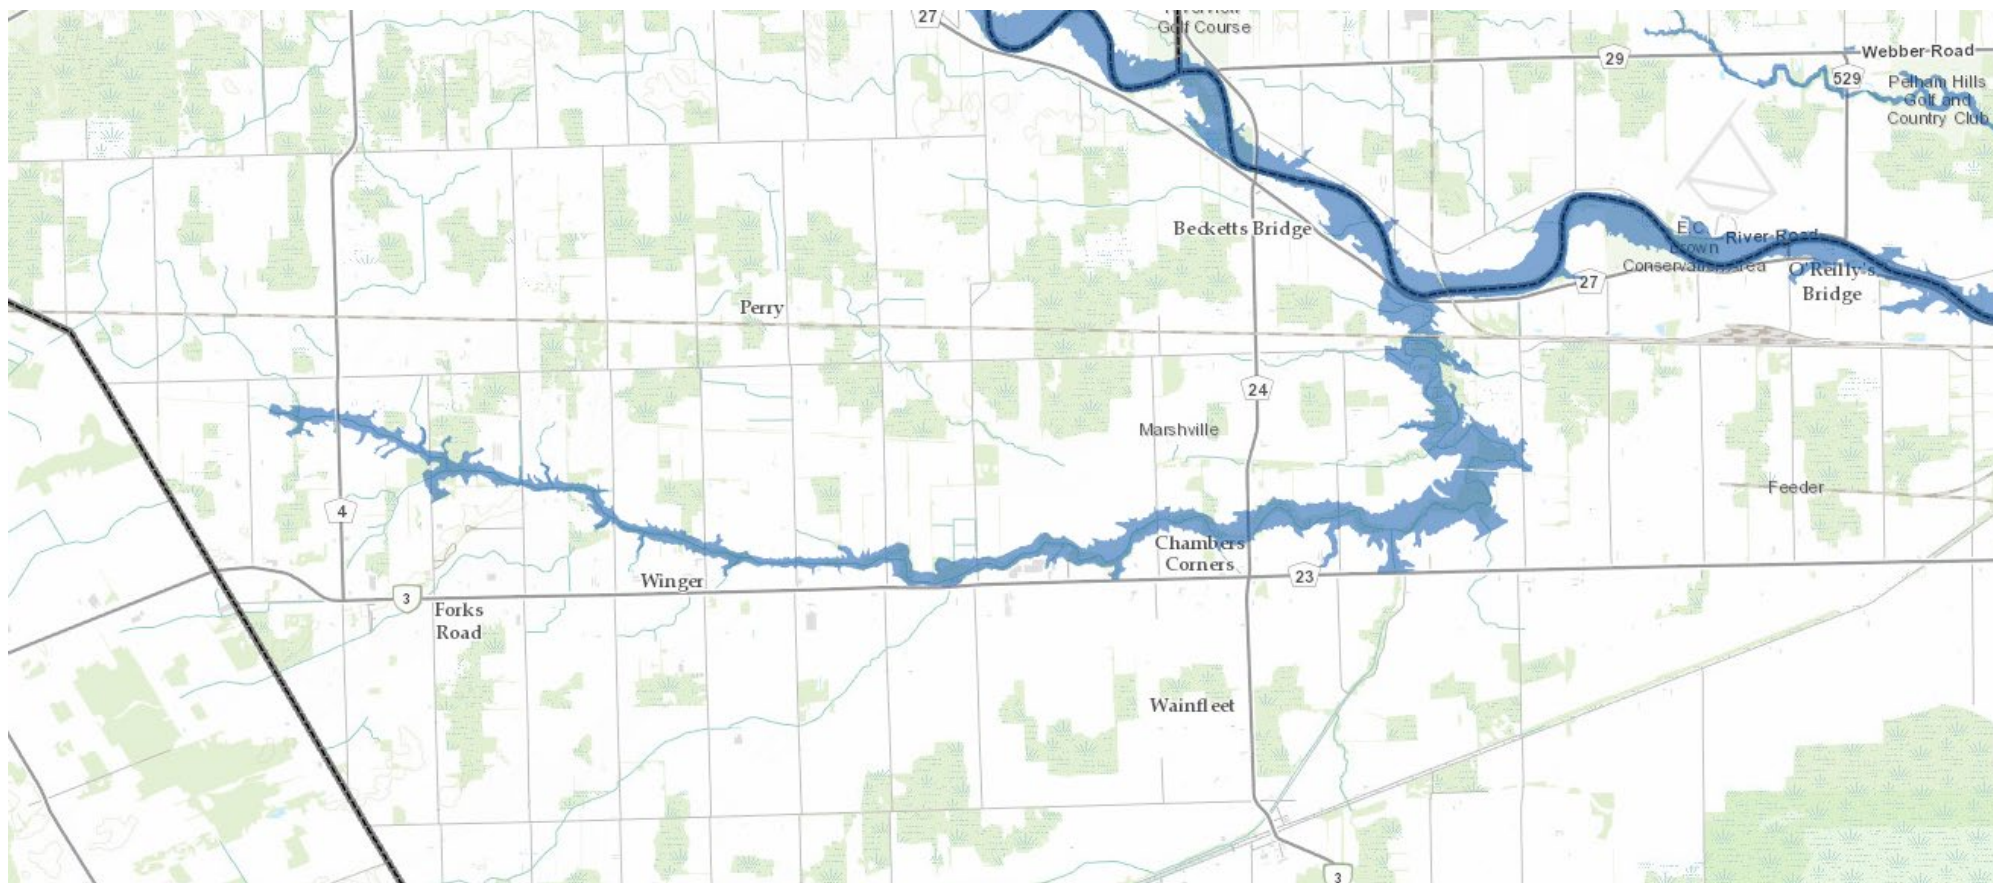 27
Golf Course
29
Webber Road
529
Pelham Hills
Golf and
Country Club
Becketts Bridge
E C
Brown
Conservation Area
River Road
27
O'Reilly's
Bridge
Perry
24
Marshville
4
Feeder
Chambers
Corners
23
Winger
3
Forks
Road
Wainfleet
3